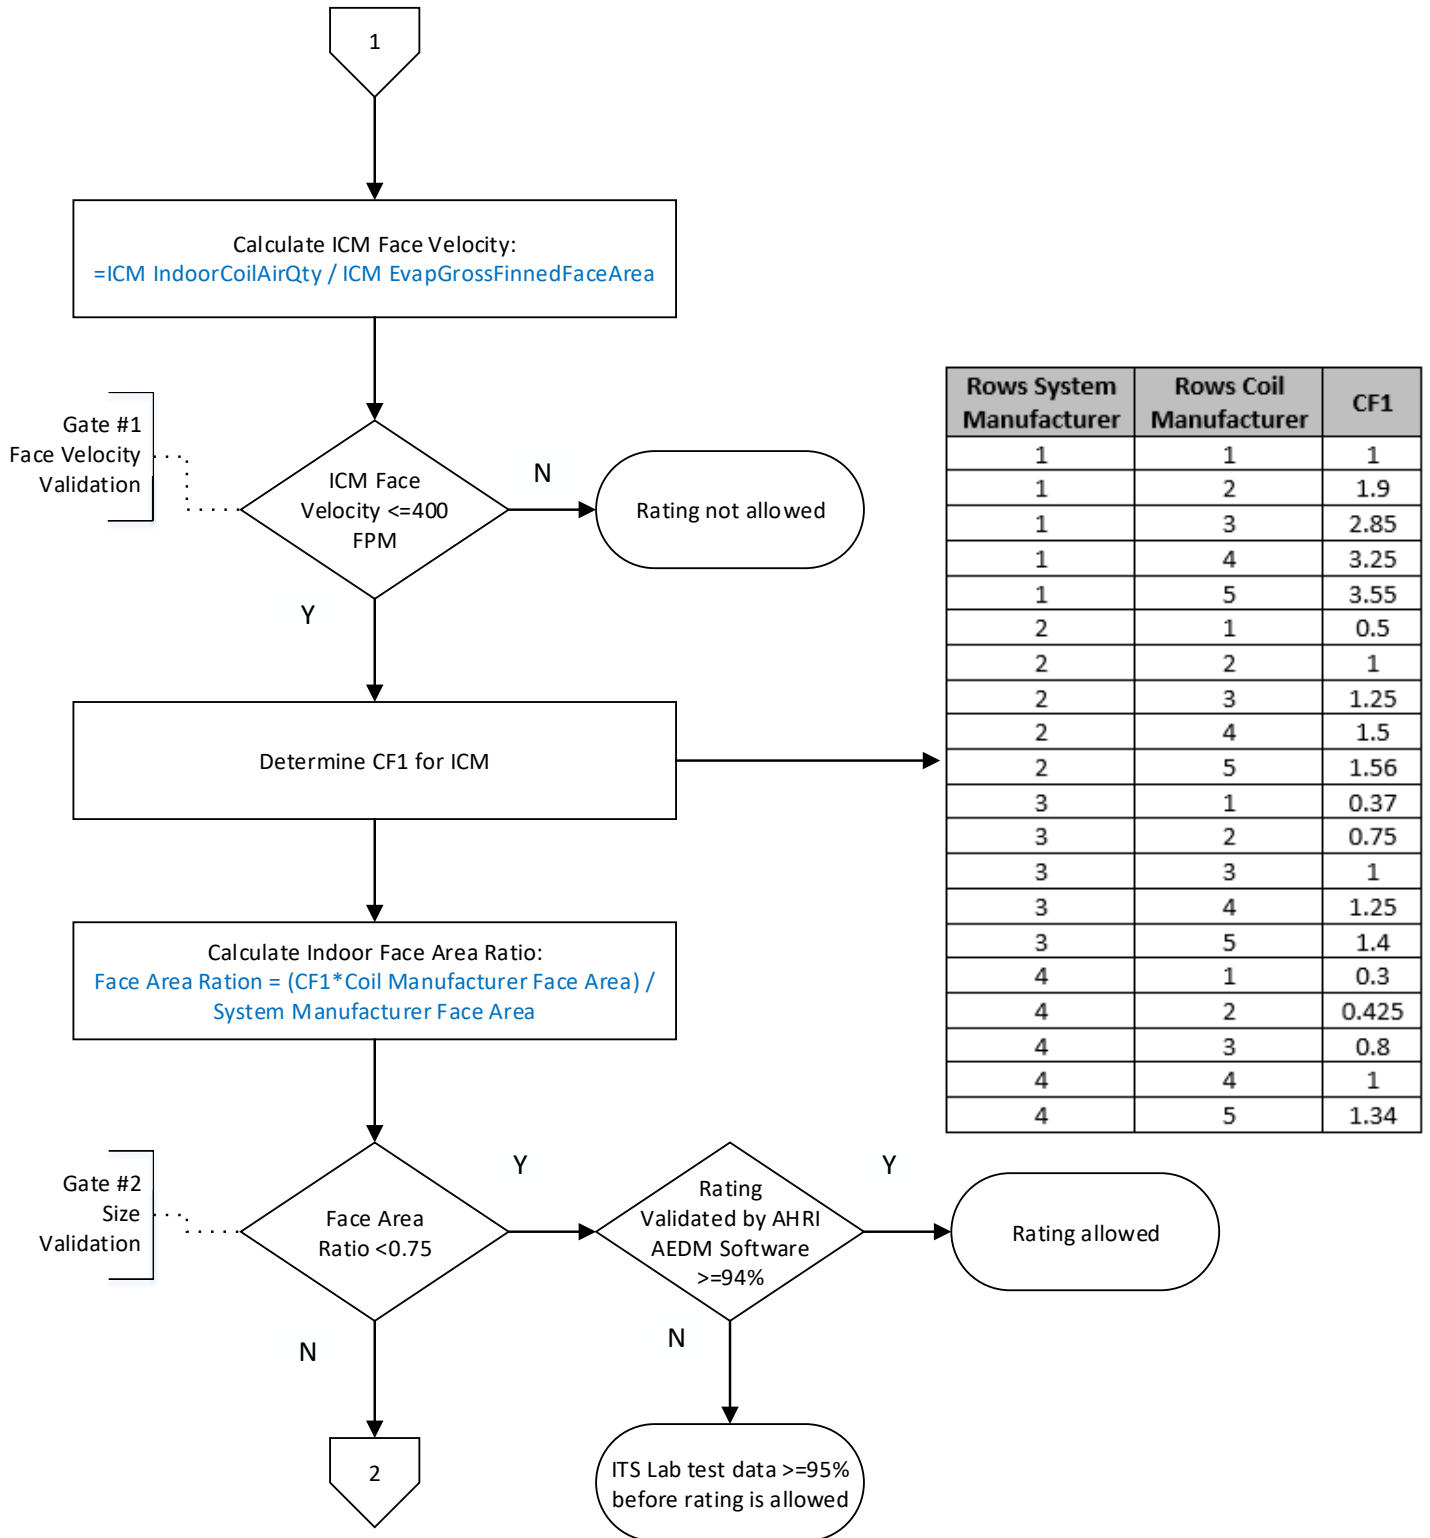 1
Calculate ICM Face Velocity:
=ICM IndoorCoilAirQty / ICM EvapGrossFinnedFaceArea
Gate #1
Face Velocity
Validation
ICM Face
Velocity <=400
FPM
N
Rating not allowed
Y
Determine CF1 for ICM
Rows System Manufacturer Rows Coil Manufacturer CF1
1 1 1
1 2 1.9
1 3 2.85
1 4 3.25
1 5 3.55
2 1 0.5
2 2 1
2 3 1.25
2 4 1.5
2 5 1.56
3 1 0.37
3 2 0.75
3 3 1
3 4 1.25
3 5 1.4
4 1 0.3
4 2 0.425
4 3 0.8
4 4 1
4 5 1.34
Calculate Indoor Face Area Ratio:
Face Area Ration = (CF1*Coil Manufacturer Face Area) /
System Manufacturer Face Area
Gate #2
Size
Validation
Face Area
Ratio <0.75
Y
Rating
Validated by AHRI
AEDM Software
>=94%
Y
Rating allowed
N
N
2
ITS Lab test data >=95%
before rating is allowed